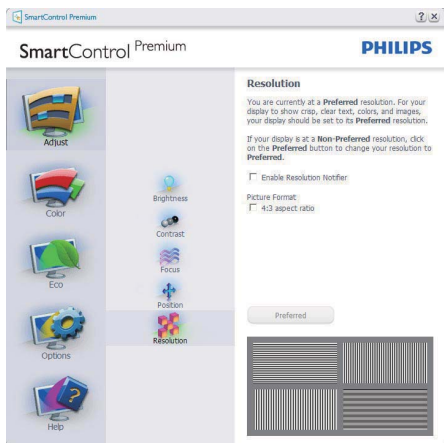 SmartControl Premium
SmartControl Premium
PHILIPS
Adjust
Color
Eco
Options
Help
Brightness
Contrast
Focus
Position
Resolution
Resolution
You are currently at a Preferred resolution. For your
display to show crisp, clear text, colors, and images,
your display should be set to its Preferred resolution.
If your display is at a Non-Preferred resolution, click
on the Preferred button to change your resolution to
Preferred.
Enable Resolution Notifier
Picture Format
4:3 aspect ratio
Preferred